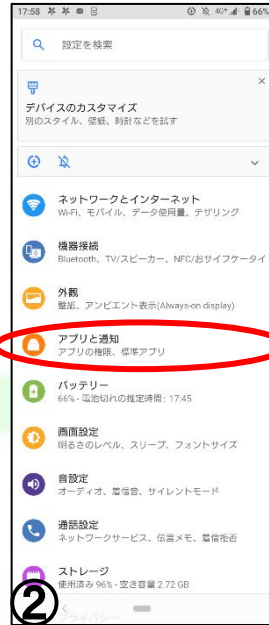 17:58 4G+ 66%
設定を検索
デバイスのカスタマイズ
別のスタイル、壁紙、時計などを試す
ネットワークとインターネット
Wi-Fi、モバイル、データ使用量、テザリング
機器接続
Bluetooth、TV/スピーカー、NFC/おサイフケータイ
外観
壁紙、アンビエント表示(Always-on display)
アプリと通知
アプリの権限、標準アプリ
バッテリー
66% - 電池切れの推定時間: 17:45
画面設定
明るさのレベル、スリープ、フォントサイズ
音設定
オーディオ、着信音、サイレントモード
通話設定
ネットワークサービス、伝言メモ、着信拒否
ストレージ
使用済み 96% - 空き容量 2.72 GB
②
プライバシー